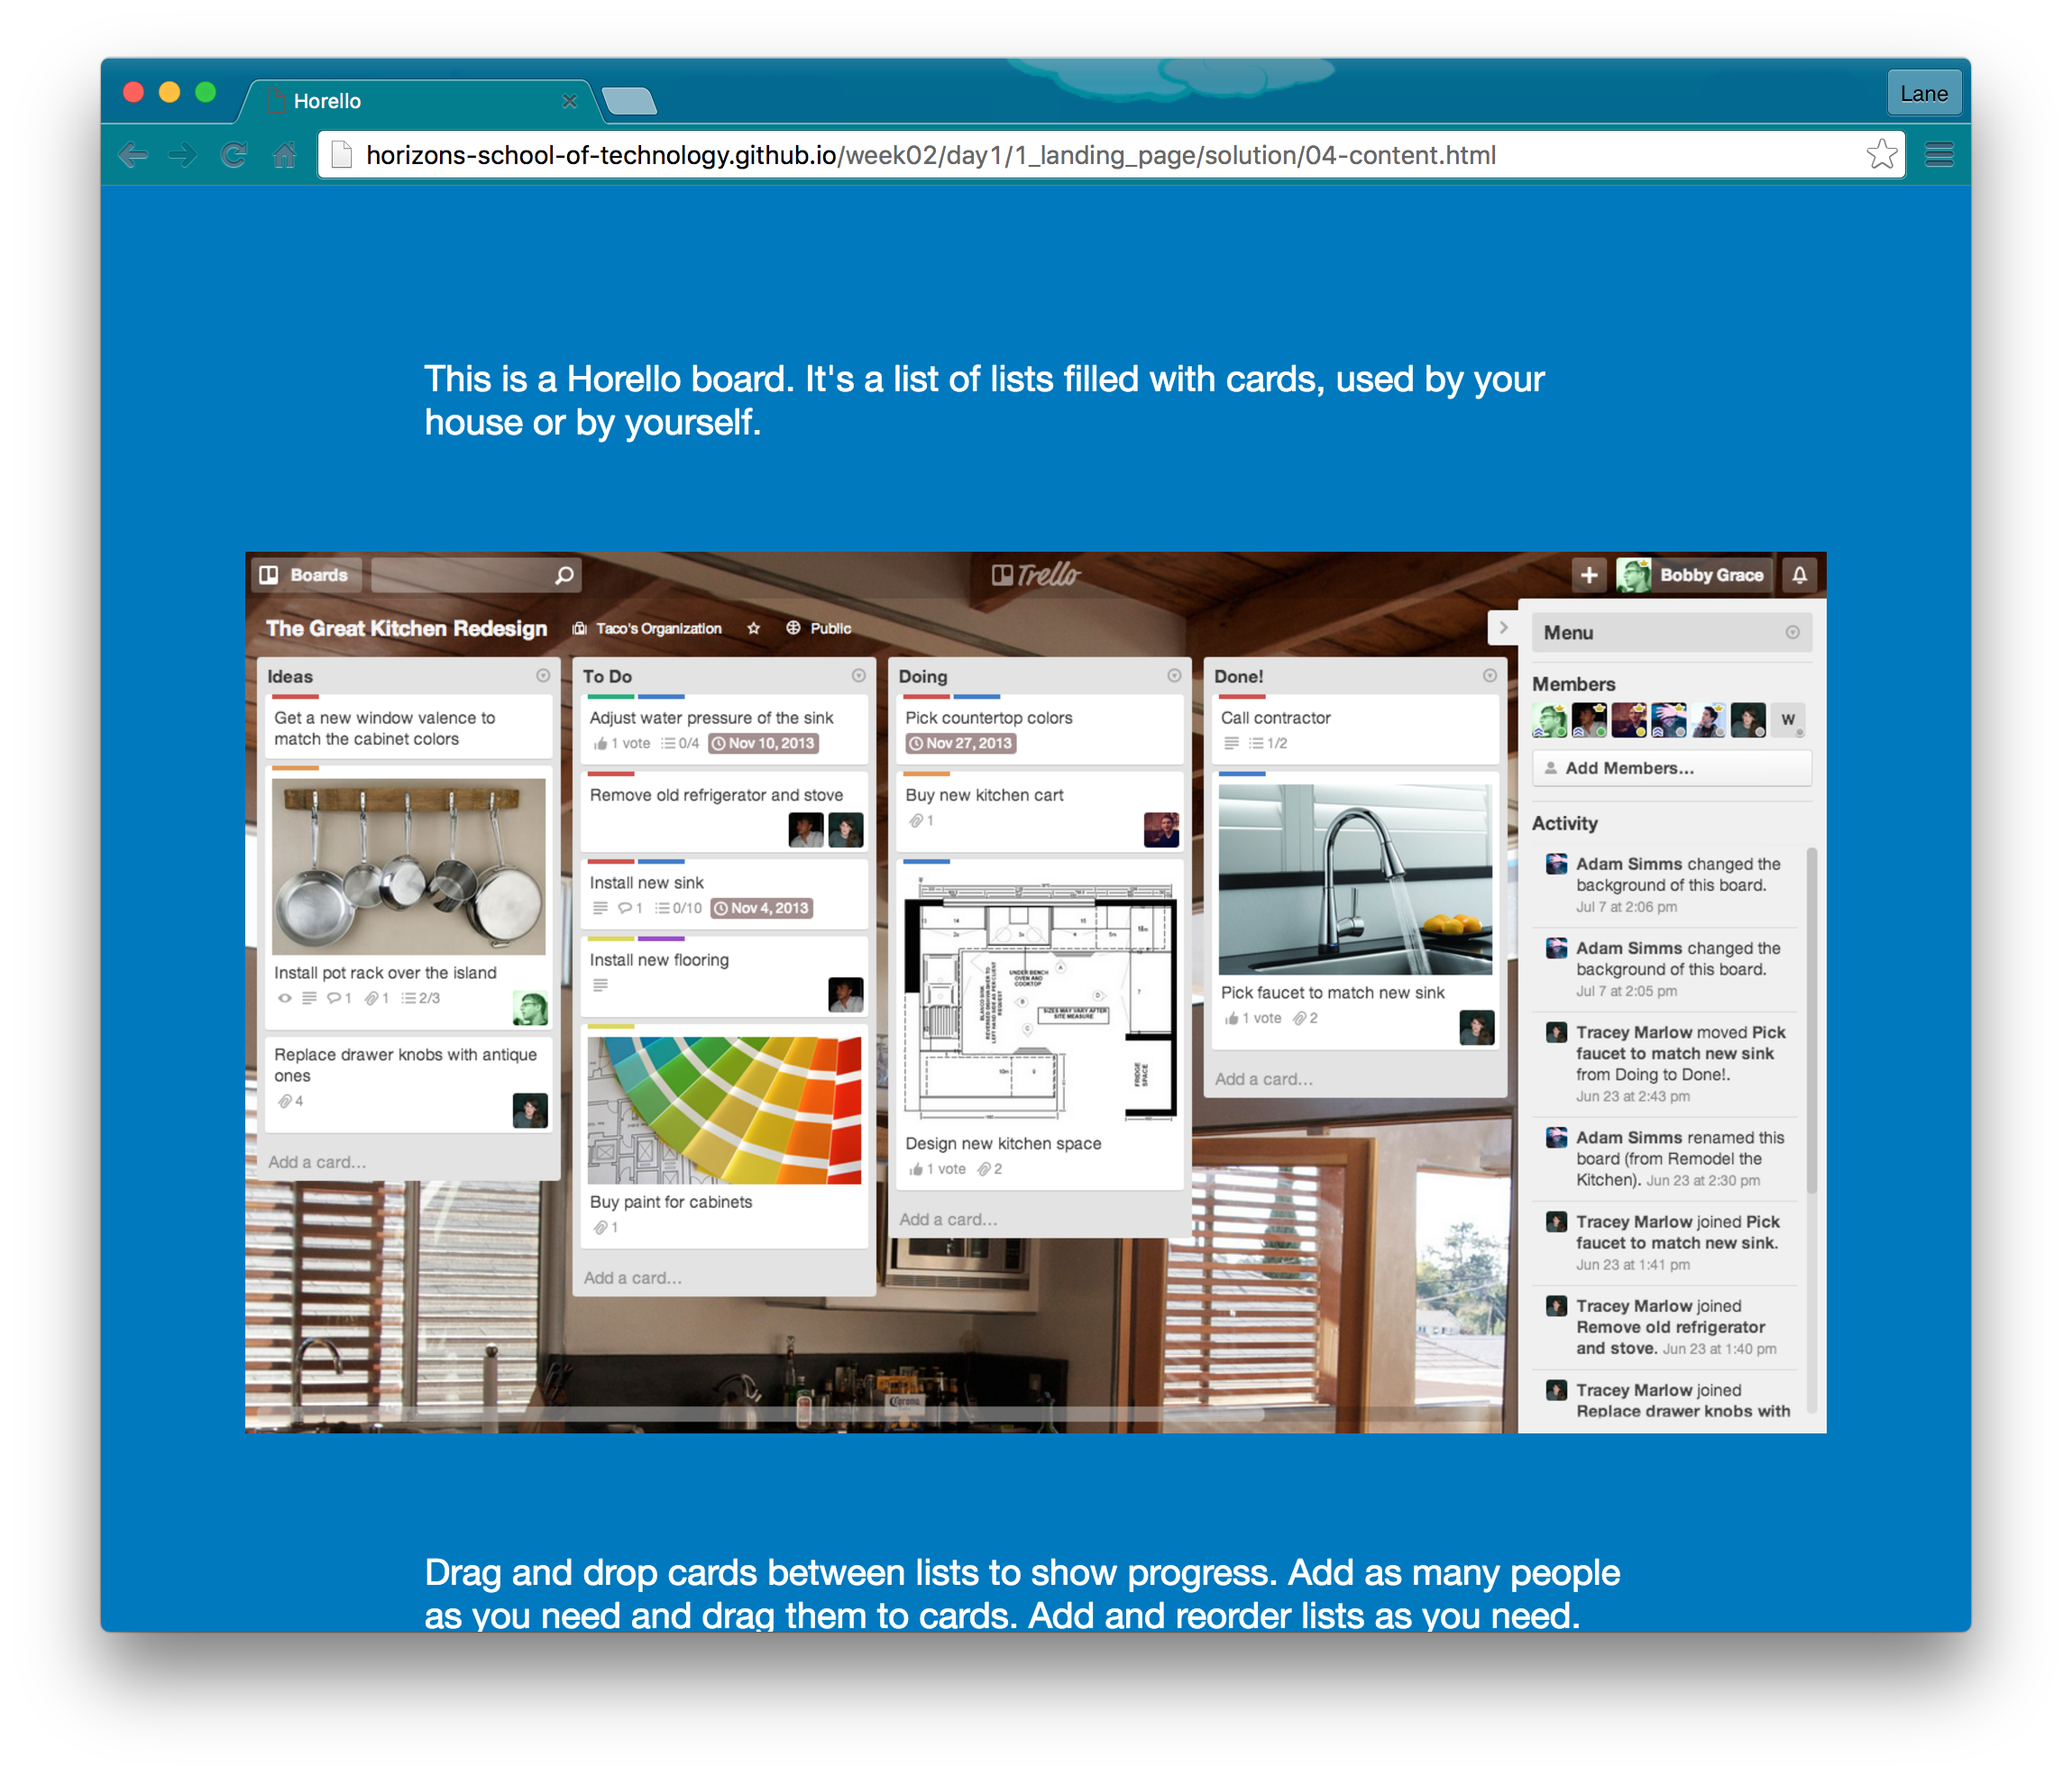 Horello
Lane
horizons-school-of-technology.github.io/week02/day1/1_landing_page/solution/04-content.html
This is a Horello board. It's a list of lists filled with cards, used by your
house or by yourself.
Boards
Trello
Bobby Grace
The Great Kitchen Redesign
Taco's Organization
Public
Ideas
Get a new window valence to
match the cabinet colors
Install pot rack over the island
1 1 2/3
Replace drawer knobs with antique
ones
4
Add a card...
To Do
Adjust water pressure of the sink
1 vote 0/4 Nov 10, 2013
Remove old refrigerator and stove
Install new sink
1 0/10 Nov 4, 2013
Install new flooring
Buy paint for cabinets
1
Add a card...
Doing
Pick countertop colors
Nov 27, 2013
Buy new kitchen cart
1
UNDER BENCH
OVEN AND
COOKTOP
SIZES MAY VARY AFTER
SITE MEASURE
FRIDGE
SPACE
Design new kitchen space
1 vote 2
Add a card...
Done!
Call contractor
1/2
Pick faucet to match new sink
1 vote 2
Add a card...
Corona
Menu
Members
W
Add Members...
Activity
Adam Simms changed the
background of this board.
Jul 7 at 2:06 pm
Adam Simms changed the
background of this board.
Jul 7 at 2:05 pm
Tracey Marlow moved Pick
faucet to match new sink
from Doing to Done!.
Jun 23 at 2:43 pm
Adam Simms renamed this
board (from Remodel the
Kitchen). Jun 23 at 2:30 pm
Tracey Marlow joined Pick
faucet to match new sink.
Jun 23 at 1:41 pm
Tracey Marlow joined
Remove old refrigerator
and stove. Jun 23 at 1:40 pm
Tracey Marlow joined
Replace drawer knobs with
Drag and drop cards between lists to show progress. Add as many people
as you need and drag them to cards. Add and reorder lists as you need.